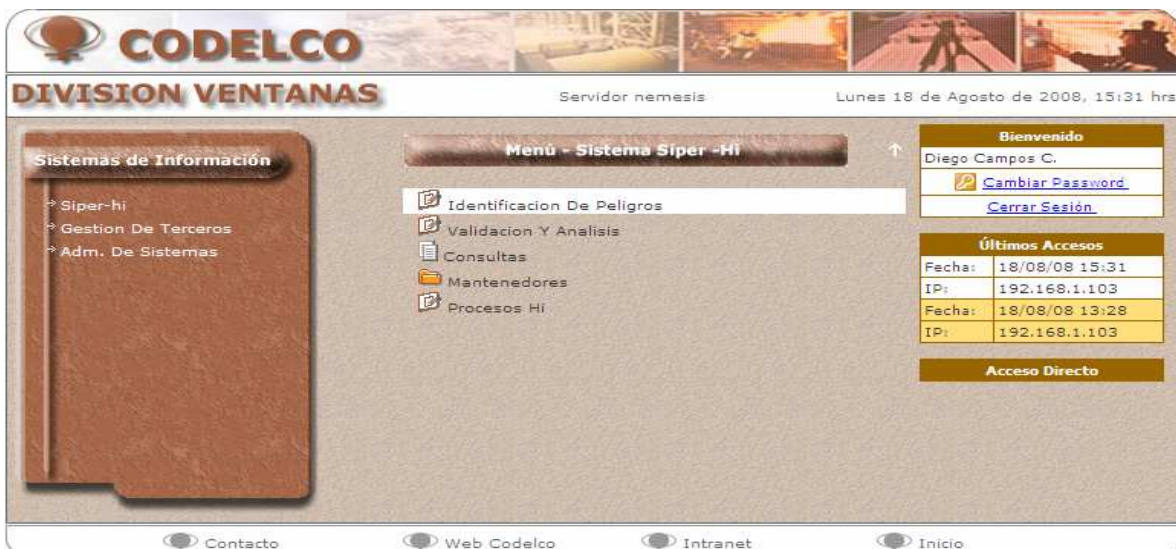 CODELCO
DIVISION VENTANAS
Servidor nemesis
Lunes 18 de Agosto de 2008, 15:31 hrs
Sistemas de Información
Siper-hi
Gestion De Terceros
Adm. De Sistemas
Menú - Sistema Siper -Hi
Identificacion De Peligros
Validacion Y Analisis
Consultas
Mantenedores
Procesos Hi
Bienvenido
Diego Campos C.
Cambiar Password
Cerrar Sesión
Últimos Accesos
Fecha: 18/08/08 15:31
IP: 192.168.1.103
Fecha: 18/08/08 13:28
IP: 192.168.1.103
Acceso Directo
Contacto Web Codelco Intranet Inicio